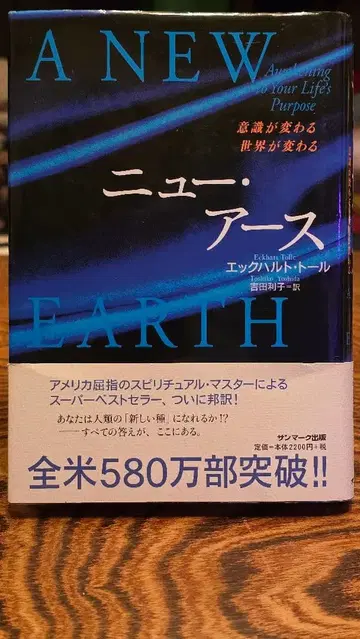 A NEW
Awakening
to Your Life's
Purpose
意識が変わる
世界が変わる
ニュー・
アース
Eckhart Tolle
エックハルト・トール
Toshiko Yoshida
吉田利子=訳
EARTH
アメリカ屈指のスピリチュアル・マスターによる
スーパーベストセラー、ついに邦訳!
あなたは人類の「新しい種」になれるか!?
――すべての答えが、ここにある。
サンマーク出版
定価=本体2200円+税
全米580万部突破!!